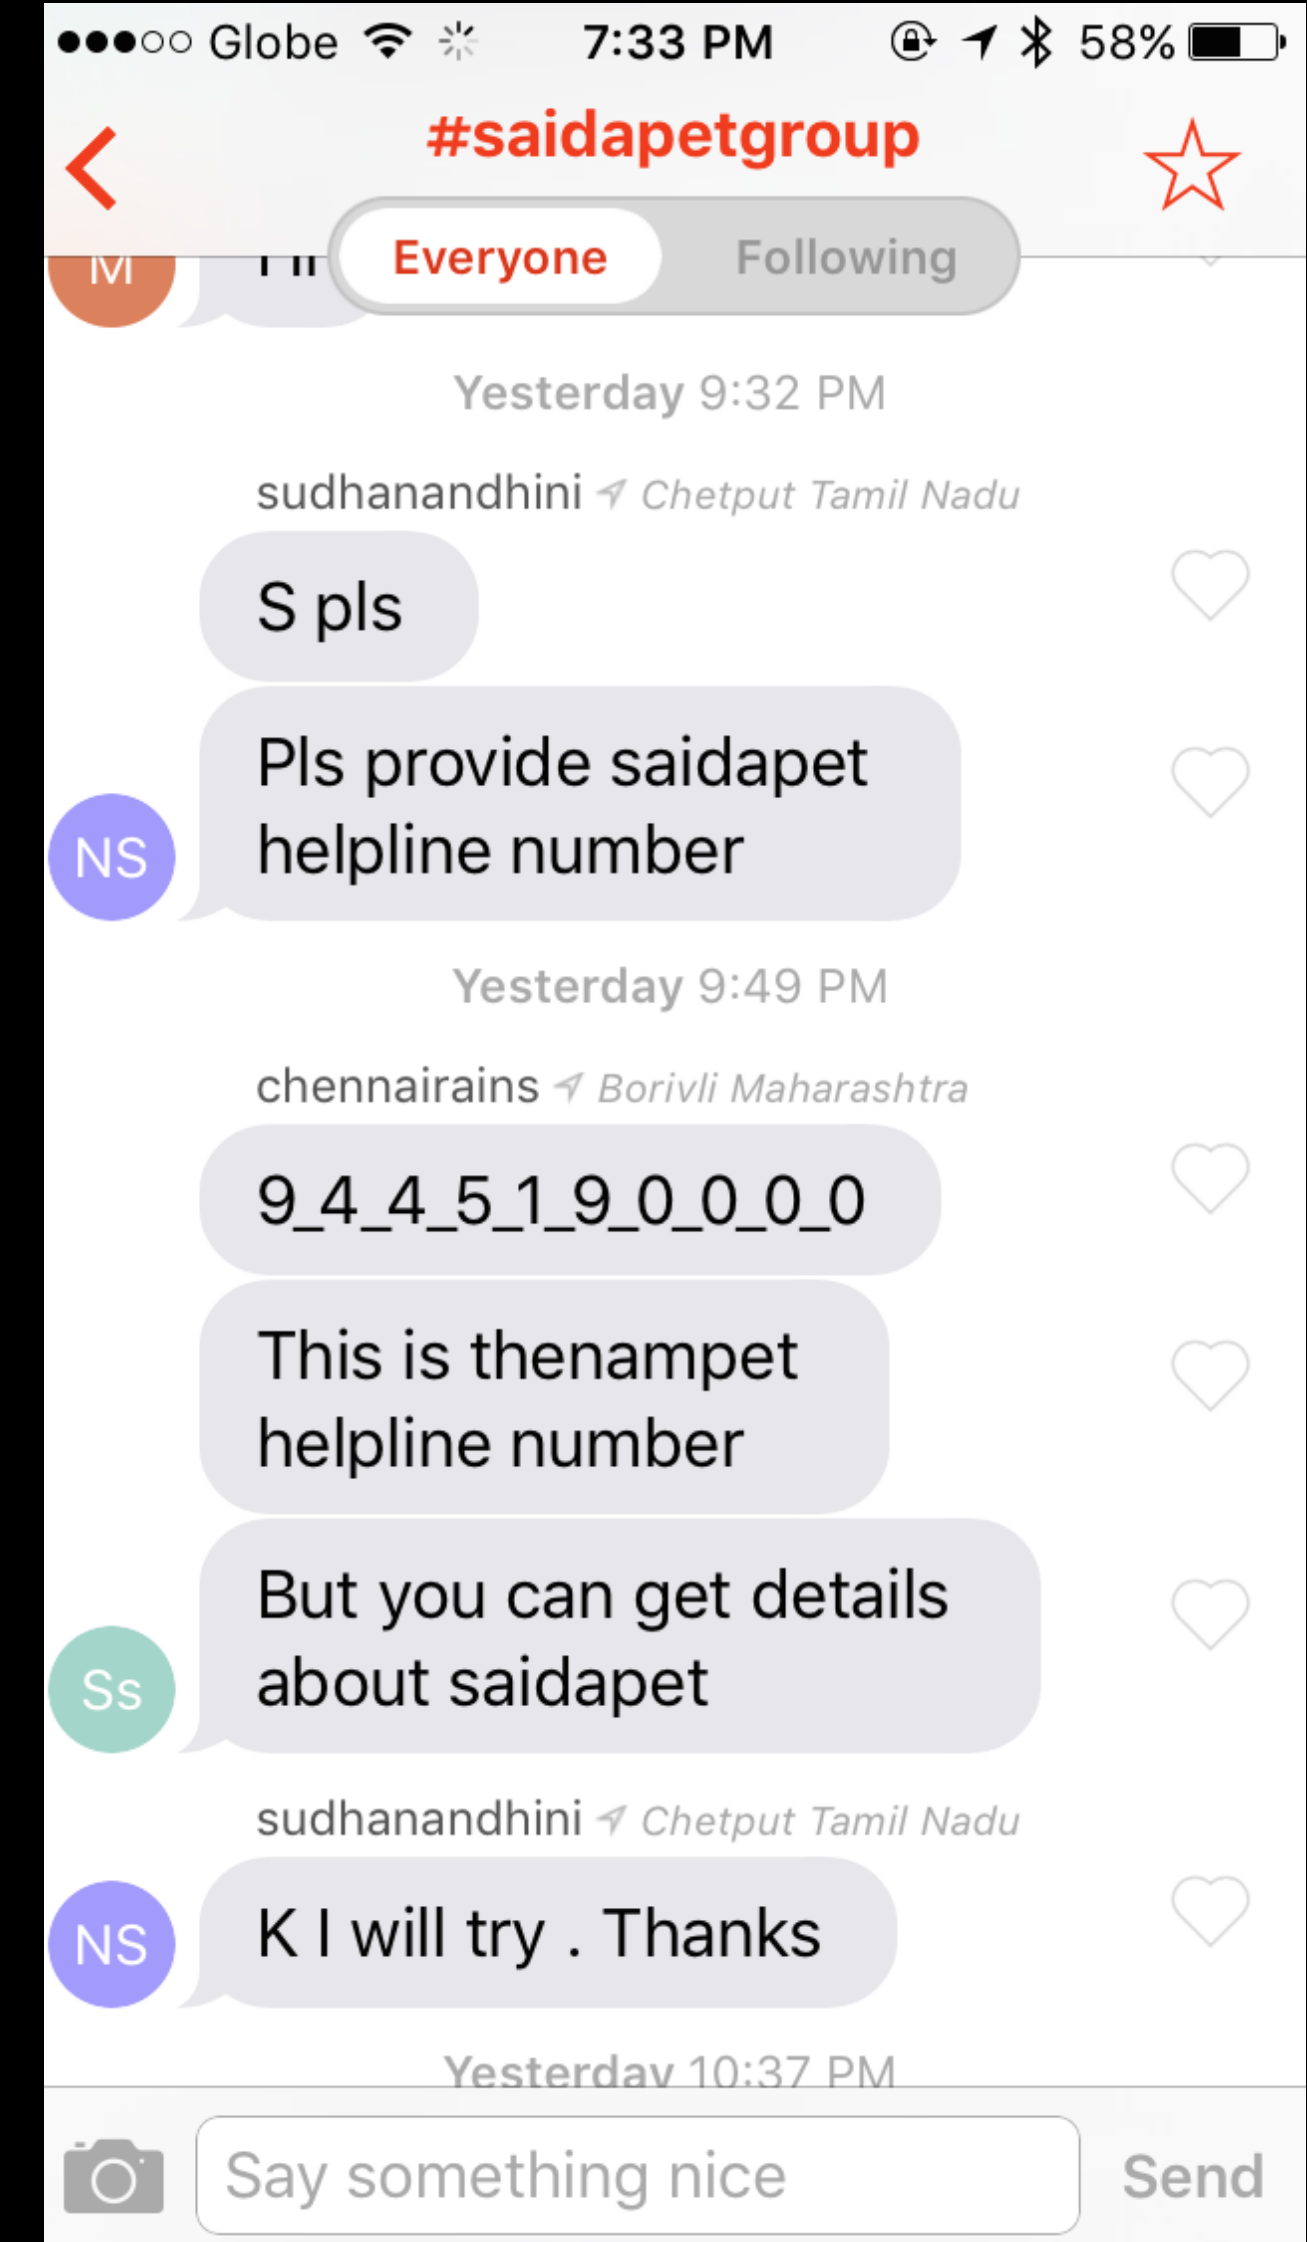 Globe 7:33 PM 58%
#saidapetgroup
Everyone Following
M
Yesterday 9:32 PM
sudhanandhini Chetput Tamil Nadu
S pls
Pls provide saidapet
helpline number
NS
Yesterday 9:49 PM
chennairains Borivli Maharashtra
9_4_4_5_1_9_0_0_0_0
This is thenampet
helpline number
But you can get details
about saidapet
Ss
sudhanandhini Chetput Tamil Nadu
K I will try . Thanks
NS
Yesterday 10:37 PM
Say something nice Send